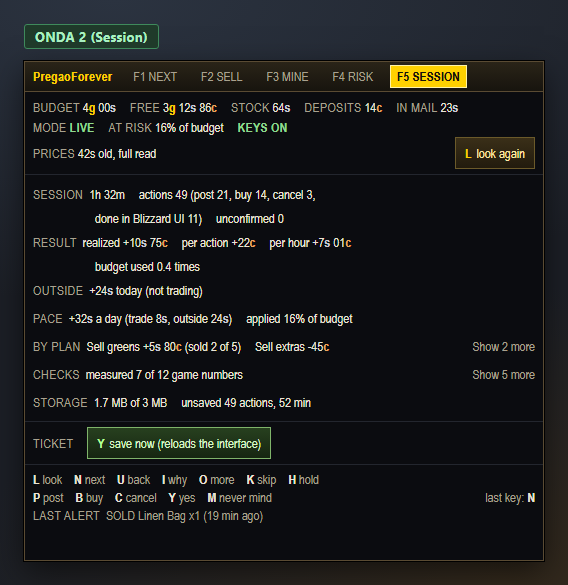 ONDA 2 (Session)
PregaoForever F1 NEXT F2 SELL F3 MINE F4 RISK F5 SESSION
BUDGET 4g 00s FREE 3g 12s 86c STOCK 64s DEPOSITS 14c IN MAIL 23s
MODE LIVE AT RISK 16% of budget KEYS ON
PRICES 42s old, full read L look again
SESSION 1h 32m actions 49 (post 21, buy 14, cancel 3,
done in Blizzard UI 11) unconfirmed 0
RESULT realized +10s 75c per action +22c per hour +7s 01c
budget used 0.4 times
OUTSIDE +24s today (not trading)
PACE +32s a day (trade 8s, outside 24s) applied 16% of budget
BY PLAN Sell greens +5s 80c (sold 2 of 5) Sell extras -45c Show 2 more
CHECKS measured 7 of 12 game numbers Show 5 more
STORAGE 1.7 MB of 3 MB unsaved 49 actions, 52 min
TICKET Y save now (reloads the interface)
L look N next U back I why O more K skip H hold
P post B buy C cancel Y yes M never mind last key: N
LAST ALERT SOLD Linen Bag x1 (19 min ago)